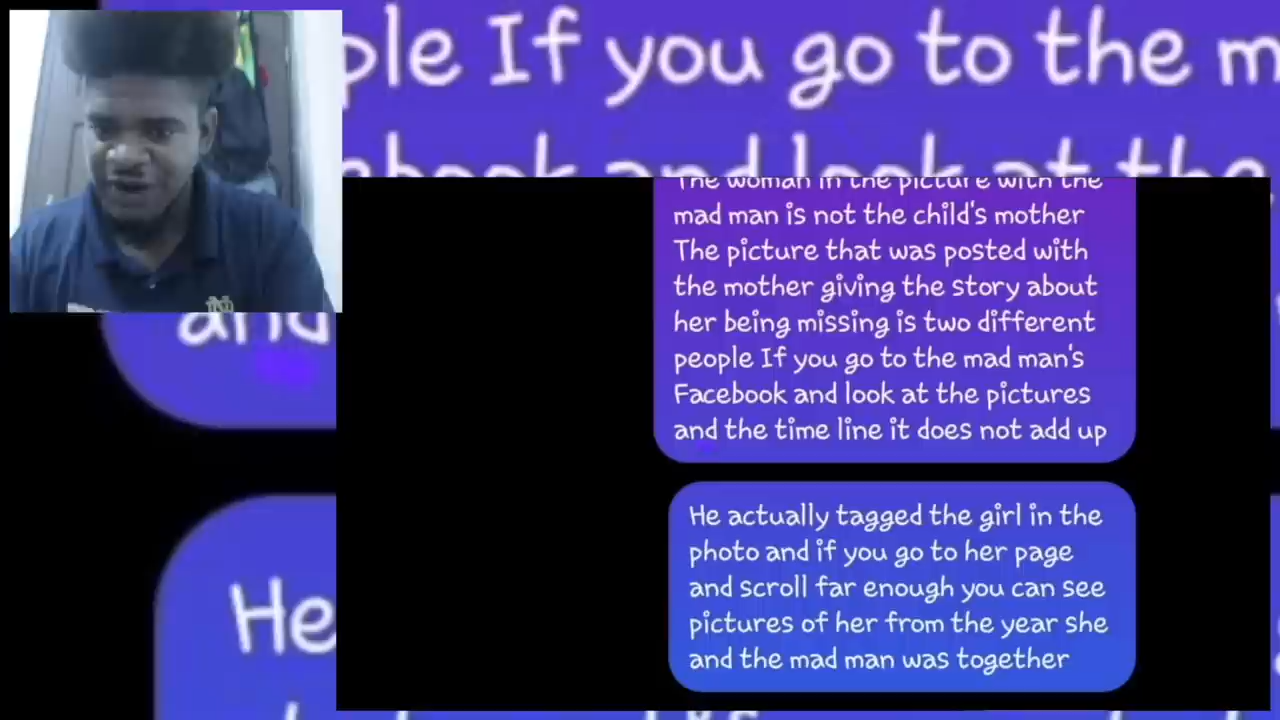 ple If you go to the m
ebook and look at the
and
He
The woman in the picture with the
mad man is not the child's mother
The picture that was posted with
the mother giving the story about
her being missing is two different
people If you go to the mad man's
Facebook and look at the pictures
and the time line it does not add up
He actually tagged the girl in the
photo and if you go to her page
and scroll far enough you can see
pictures of her from the year she
and the mad man was together